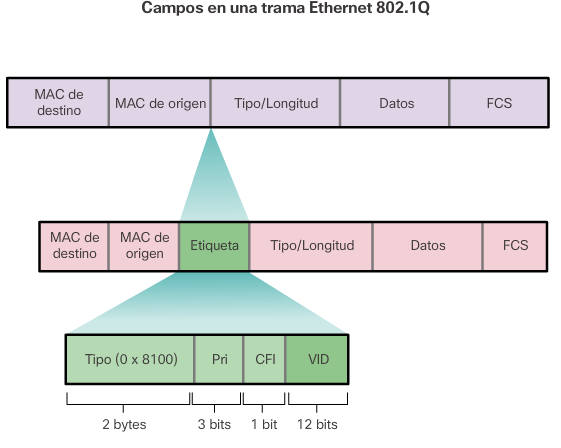 Campos en una trama Ethernet 802.1Q
MAC de
destino
MAC de origen
Tipo/Longitud
Datos
FCS
MAC de
destino
MAC de
origen
Etiqueta
Tipo/Longitud
Datos
FCS
Tipo (0 x 8100)
Pri
CFI
VID
2 bytes
3 bits
1 bit
12 bits